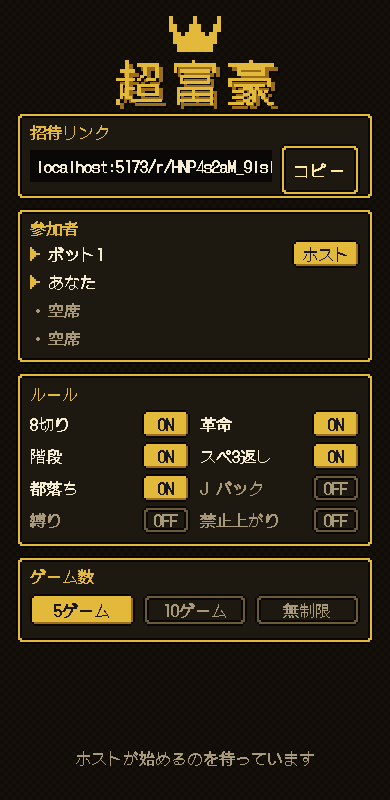 超富豪
招待リンク
localhost:5173/r/HNP4s2aM_9ls
コピー
参加者
ボット1 ホスト
あなた
・空席
・空席
ルール
8切り ON 革命 ON
階段 ON スペ3返し ON
都落ち ON Jバック OFF
縛り OFF 禁止上がり OFF
ゲーム数
5ゲーム 10ゲーム 無制限
ホストが始めるのを待っています